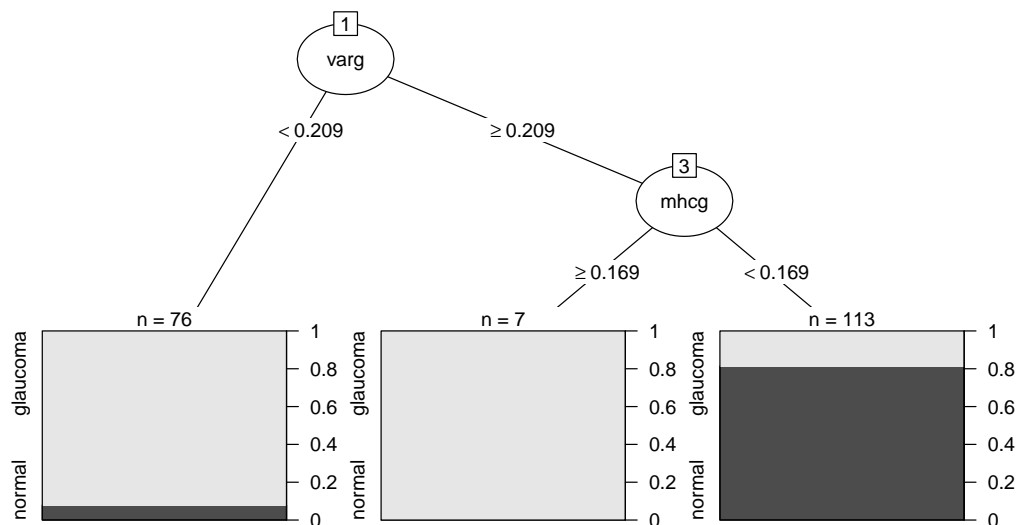 1
varg
< 0.209
≥ 0.209
3
mhcg
≥ 0.169
< 0.169
n = 76
glaucoma
normal
1
0.8
0.6
0.4
0.2
0
n = 7
glaucoma
normal
1
0.8
0.6
0.4
0.2
0
n = 113
glaucoma
normal
1
0.8
0.6
0.4
0.2
0